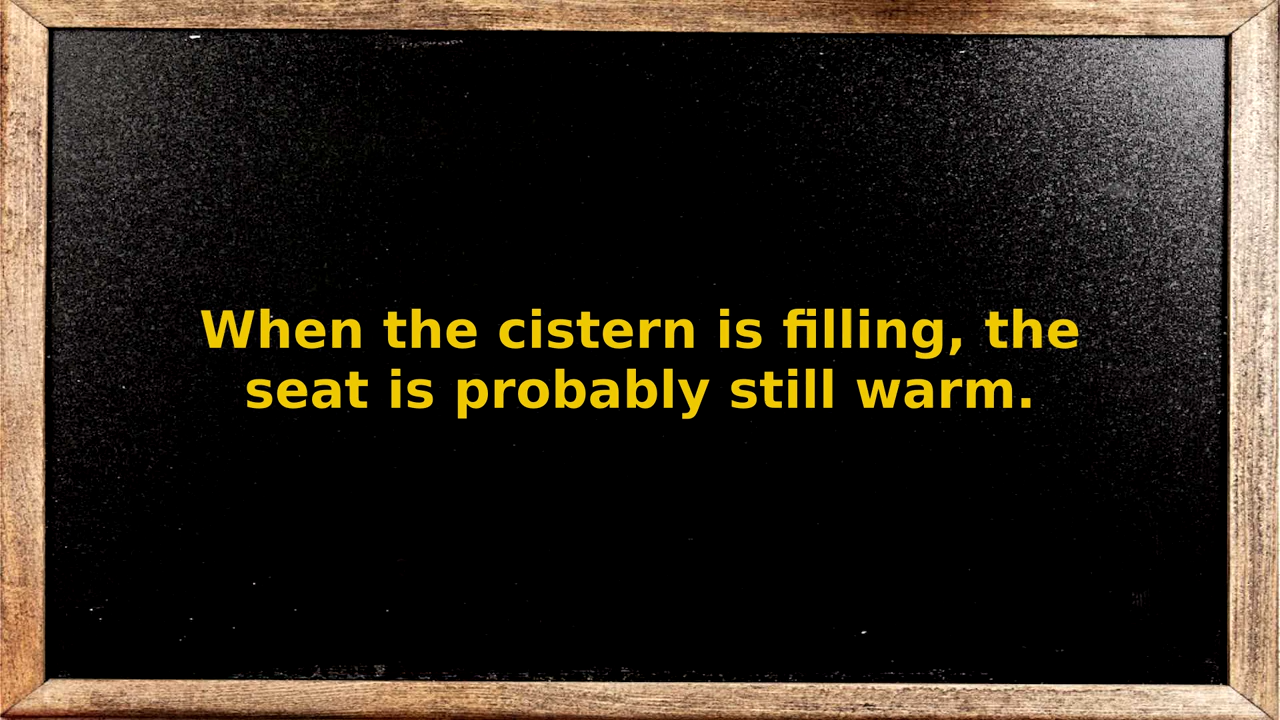 When the cistern is filling, the
seat is probably still warm.